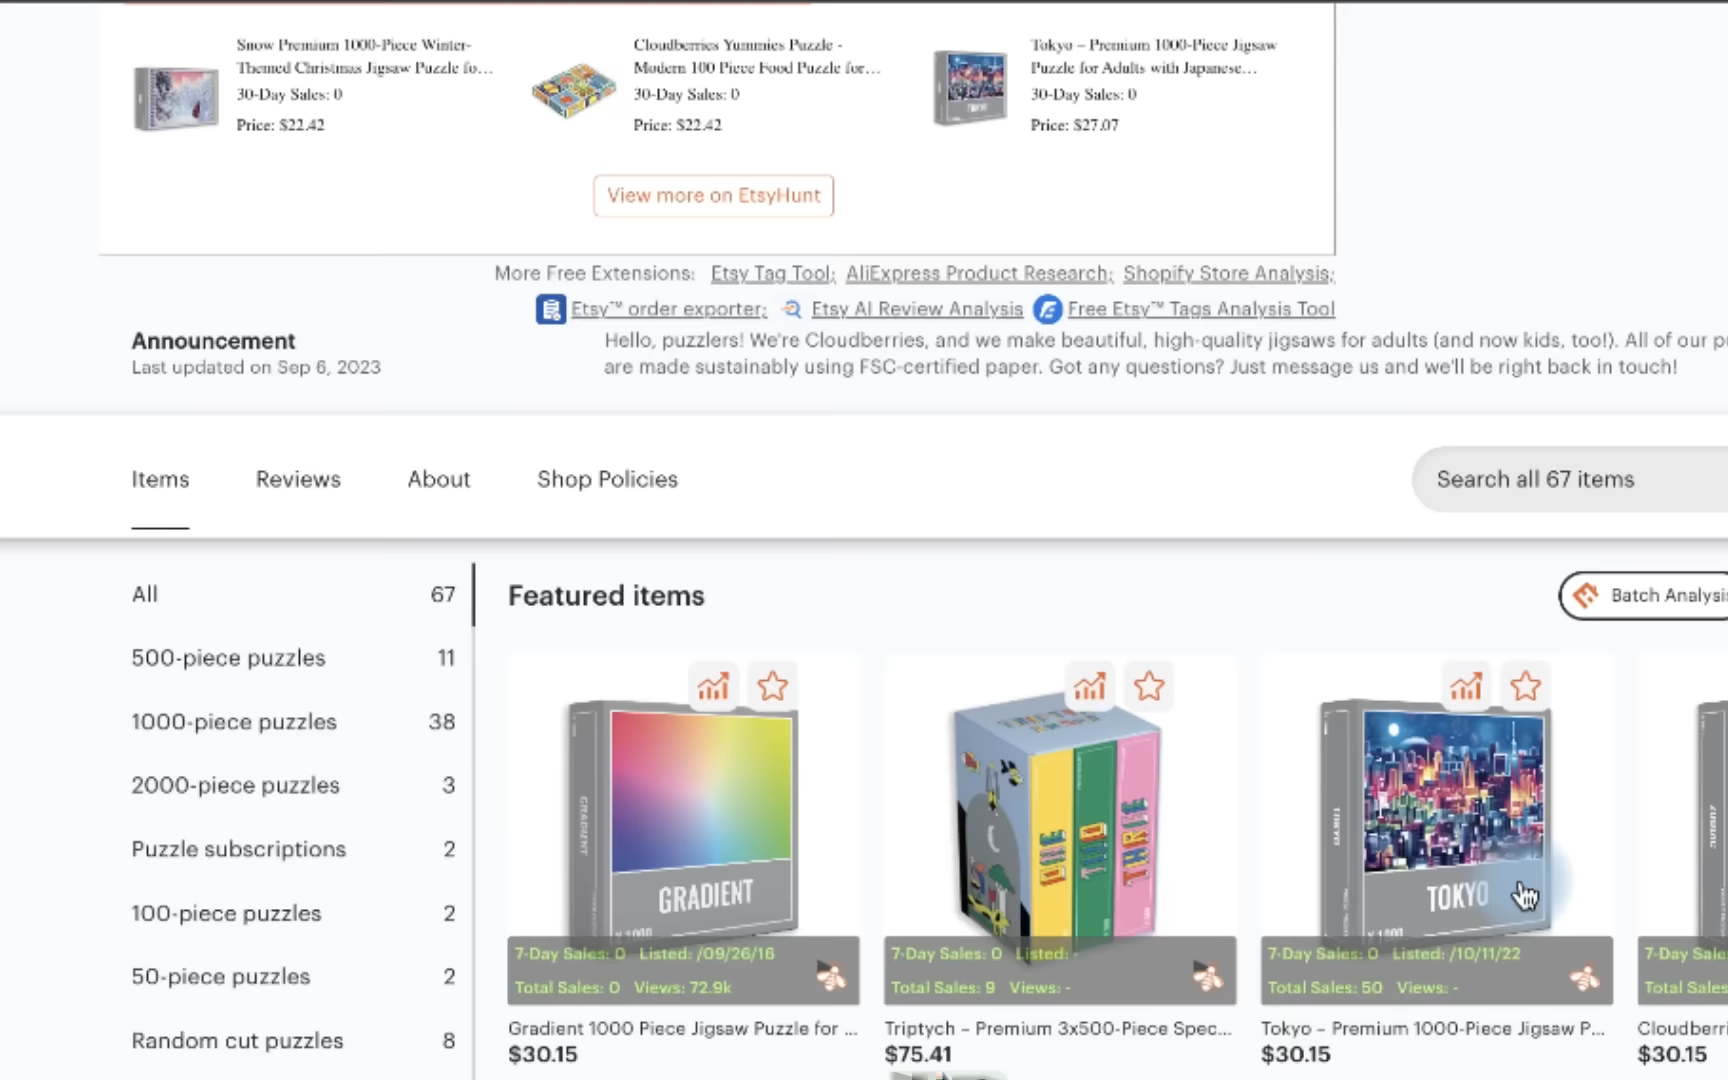 Snow Premium 1000-Piece Winter-
Themed Christmas Jigsaw Puzzle fo...
30-Day Sales: 0
Price: $22.42
Cloudberries Yummies Puzzle -
Modern 100 Piece Food Puzzle for...
30-Day Sales: 0
Price: $22.42
Tokyo – Premium 1000-Piece Jigsaw
Puzzle for Adults with Japanese...
30-Day Sales: 0
Price: $27.07
View more on EtsyHunt
More Free Extensions: Etsy Tag Tool; AliExpress Product Research; Shopify Store Analysis;
Etsy™ order exporter; Etsy AI Review Analysis Free Etsy™ Tags Analysis Tool
Announcement
Last updated on Sep 6, 2023
Hello, puzzlers! We're Cloudberries, and we make beautiful, high-quality jigsaws for adults (and now kids, too!). All of our
are made sustainably using FSC-certified paper. Got any questions? Just message us and we'll be right back in touch!
Items
Reviews
About
Shop Policies
Search all 67 items
All 67
500-piece puzzles 11
1000-piece puzzles 38
2000-piece puzzles 3
Puzzle subscriptions 2
100-piece puzzles 2
50-piece puzzles 2
Random cut puzzles 8
Featured items
Batch Analysis
GRADIENT
GRADIENT
x 1000
7-Day Sales: 0 Listed: /09/26/16
Total Sales: 0 Views: 72.9k
Gradient 1000 Piece Jigsaw Puzzle for ...
$30.15
7-Day Sales: 0 Listed: -
Total Sales: 9 Views: -
Triptych – Premium 3x500-Piece Spec...
$75.41
TOKYO
TOKYO
x 1000
7-Day Sales: 0 Listed: /10/11/22
Total Sales: 50 Views: -
Tokyo – Premium 1000-Piece Jigsaw P...
$30.15
7-Day Sale
Total Sales
Cloudberri
$30.15